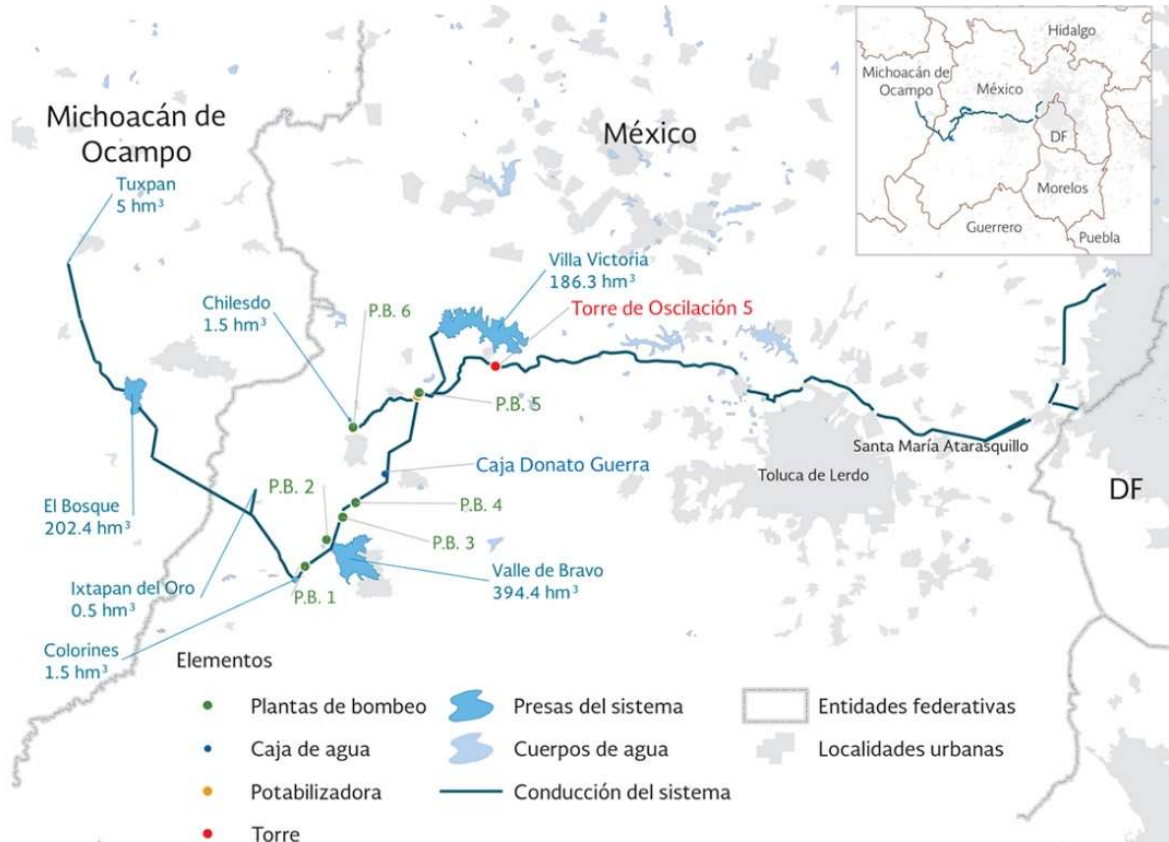 Michoacán de
Ocampo
Tuxpan
5 hm³
México
Hidalgo
Michoacán de
Ocampo
México
DF
Morelos
Guerrero
Puebla
Villa Victoria
186.3 hm³
Chilesdo
1.5 hm³
P.B. 6
Torre de Oscilación 5
P.B. 5
Santa María Atarasquillo
Caja Donato Guerra
Toluca de Lerdo
P.B. 2
P.B. 4
DF
El Bosque
202.4 hm³
P.B. 3
Valle de Bravo
394.4 hm³
Ixtapan del Oro
0.5 hm³
P.B. 1
Colorines
1.5 hm³
Elementos
Plantas de bombeo
Presas del sistema
Entidades federativas
Caja de agua
Cuerpos de agua
Localidades urbanas
Potabilizadora
Conducción del sistema
Torre